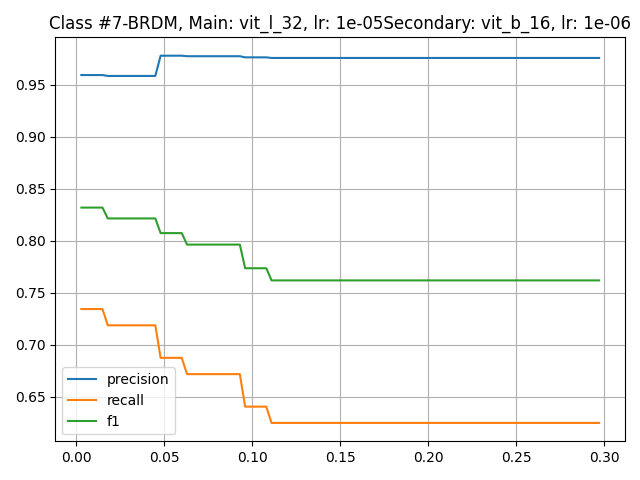 Class #7-BRDM, Main: vit_l_32, lr: 1e-05Secondary: vit_b_16, lr: 1e-06
0.95
0.90
0.85
0.80
0.75
0.70
0.65
precision
recall
f1
0.00 0.05 0.10 0.15 0.20 0.25 0.30